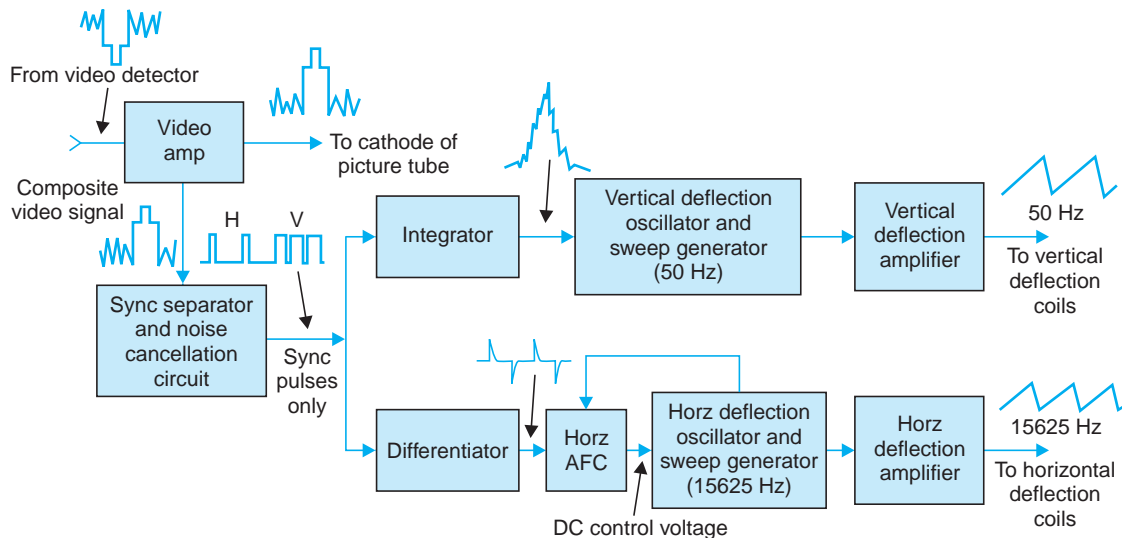 From video detector
Video
amp
To cathode of
picture tube
Composite
video signal
H
V
Sync separator
and noise
cancellation
circuit
Sync
pulses
only
Integrator
Vertical deflection
oscillator and
sweep generator
(50 Hz)
Vertical
deflection
amplifier
50 Hz
To vertical
deflection
coils
Differentiator
Horz
AFC
DC control voltage
Horz deflection
oscillator and
sweep generator
(15625 Hz)
Horz
deflection
amplifier
15625 Hz
To horizontal
deflection
coils